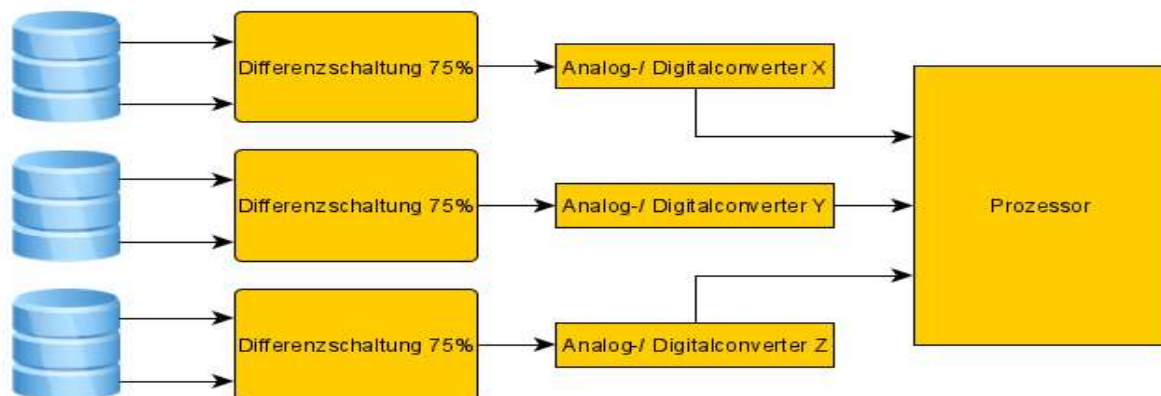 Differenzschaltung 75%
Analog-/ Digitalconverter X
Differenzschaltung 75%
Analog-/ Digitalconverter Y
Prozessor
Differenzschaltung 75%
Analog-/ Digitalconverter Z